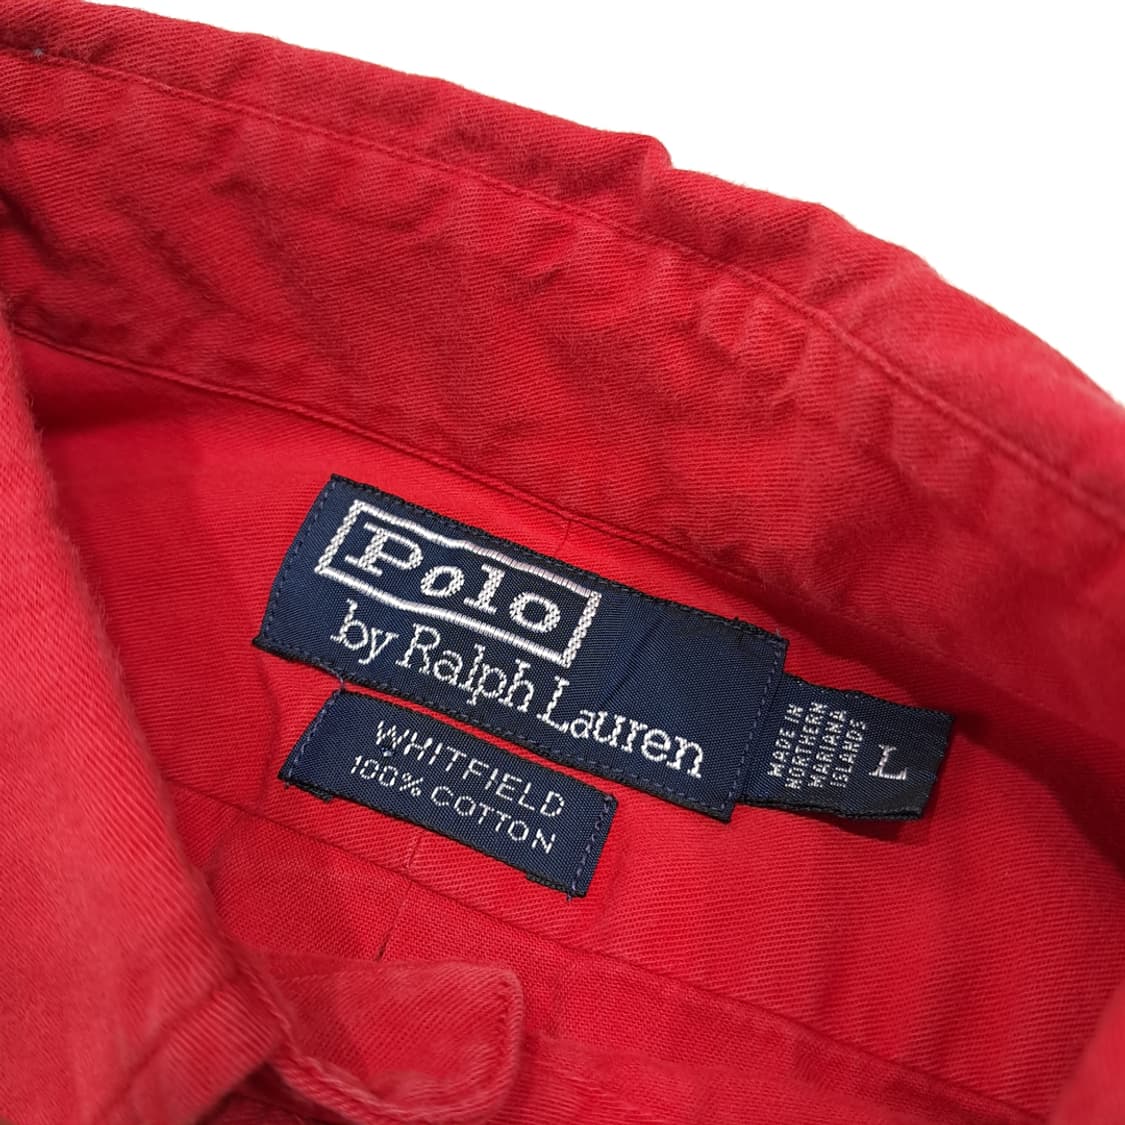 Polo
by Ralph Lauren
MADE IN
NORTHERN
MARIANA
ISLANDS
L
WHITFIELD
100% COTTON